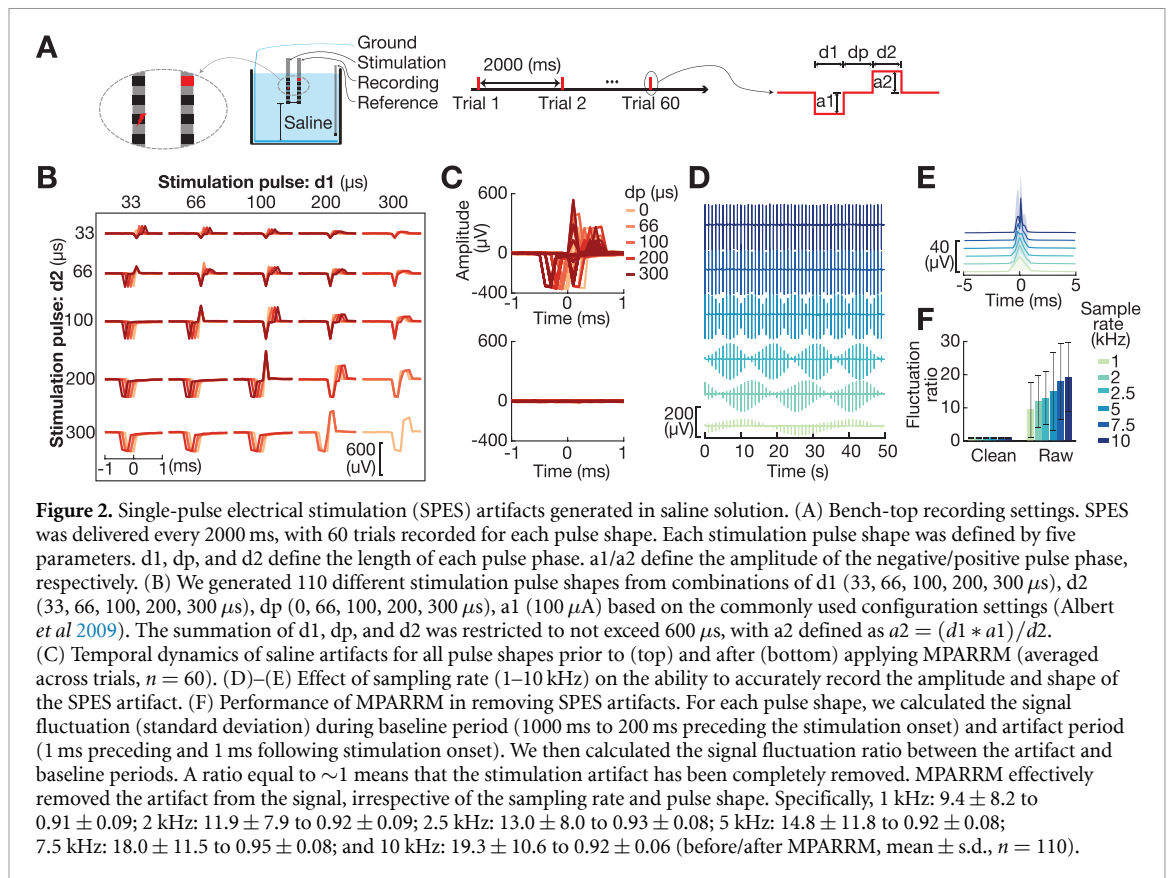 A
Ground
Stimulation
Recording
Reference
Saline
2000 (ms)
...
Trial 1
Trial 2
Trial 60
d1 dp d2
a1
a2
B
Stimulation pulse: d1 (μs)
33 66 100 200 300
Stimulation pulse: d2 (μs)
33
66
100
200
300
-1 0 1 (ms)
600
(uV)
C
Amplitude
(μV)
600
0
-400
-1 0 1
Time (ms)
dp (μs)
0
66
100
200
300
600
0
-400
-1 0 1
Time (ms)
D
200
(μV)
0 10 20 30 40 50
Time (s)
E
40
(μV)
-5 0 5
Time (ms)
F
Fluctuation
ratio
30
20
10
0
Clean Raw
Sample
rate
(kHz)
1
2
2.5
5
7.5
10
Figure 2. Single-pulse electrical stimulation (SPES) artifacts generated in saline solution. (A) Bench-top recording settings. SPES
was delivered every 2000 ms, with 60 trials recorded for each pulse shape. Each stimulation pulse shape was defined by five
parameters. d1, dp, and d2 define the length of each pulse phase. a1/a2 define the amplitude of the negative/positive pulse phase,
respectively. (B) We generated 110 different stimulation pulse shapes from combinations of d1 (33, 66, 100, 200, 300 μs), d2
(33, 66, 100, 200, 300 μs), dp (0, 66, 100, 200, 300 μs), a1 (100 μA) based on the commonly used configuration settings (Albert
et al 2009). The summation of d1, dp, and d2 was restricted to not exceed 600 μs, with a2 defined as a2 = (d1 * a1)/d2.
(C) Temporal dynamics of saline artifacts for all pulse shapes prior to (top) and after (bottom) applying MPARRM (averaged
across trials, n = 60). (D)–(E) Effect of sampling rate (1–10 kHz) on the ability to accurately record the amplitude and shape of
the SPES artifact. (F) Performance of MPARRM in removing SPES artifacts. For each pulse shape, we calculated the signal
fluctuation (standard deviation) during baseline period (1000 ms to 200 ms preceding the stimulation onset) and artifact period
(1 ms preceding and 1 ms following stimulation onset). We then calculated the signal fluctuation ratio between the artifact and
baseline periods. A ratio equal to ∼1 means that the stimulation artifact has been completely removed. MPARRM effectively
removed the artifact from the signal, irrespective of the sampling rate and pulse shape. Specifically, 1 kHz: 9.4 ± 8.2 to
0.91 ± 0.09; 2 kHz: 11.9 ± 7.9 to 0.92 ± 0.09; 2.5 kHz: 13.0 ± 8.0 to 0.93 ± 0.08; 5 kHz: 14.8 ± 11.8 to 0.92 ± 0.08;
7.5 kHz: 18.0 ± 11.5 to 0.95 ± 0.08; and 10 kHz: 19.3 ± 10.6 to 0.92 ± 0.06 (before/after MPARRM, mean ± s.d., n = 110).